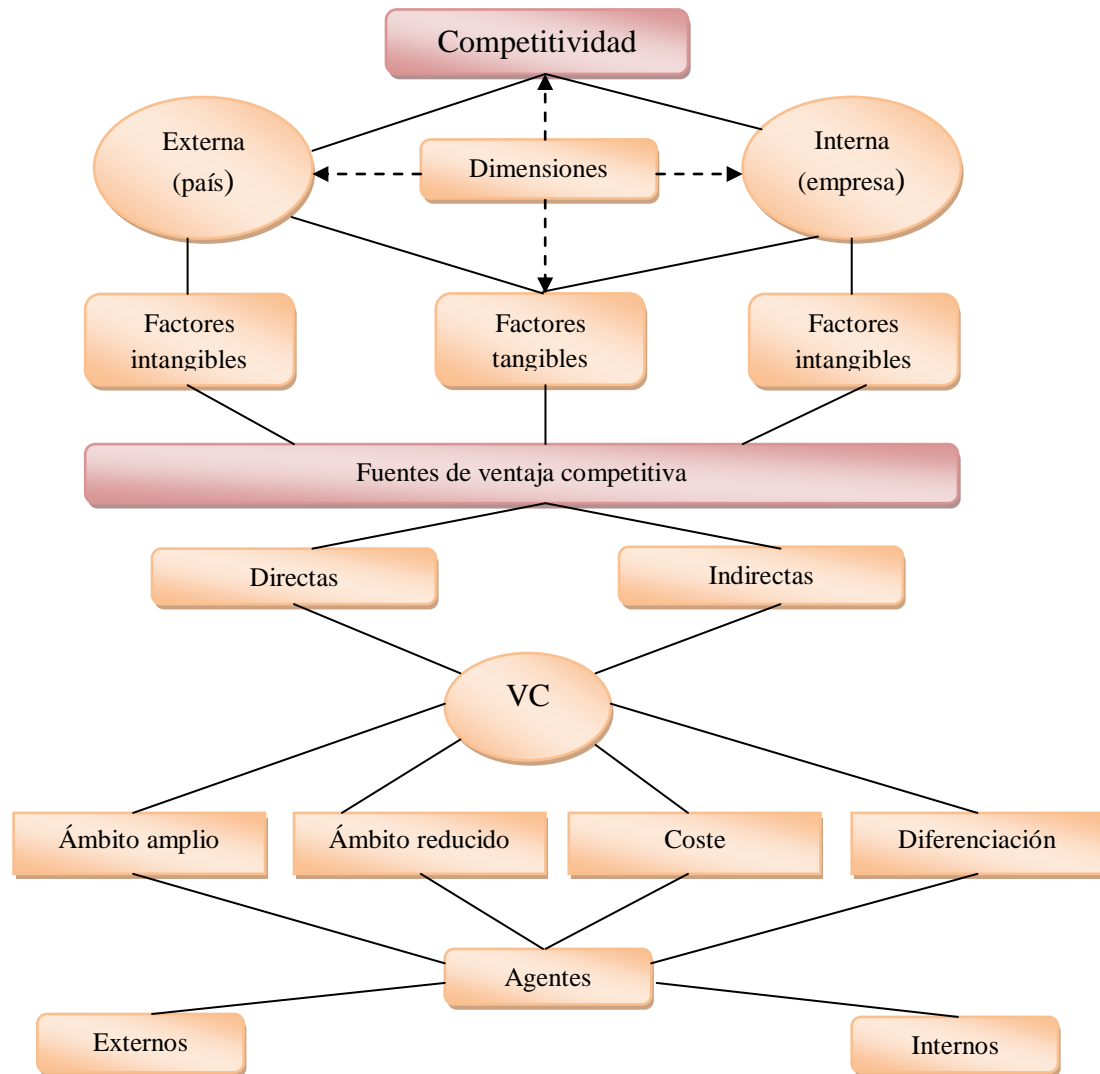 Competitividad
Externa
(país)
Dimensiones
Interna
(empresa)
Factores
intangibles
Factores
tangibles
Factores
intangibles
Fuentes de ventaja competitiva
Directas
Indirectas
VC
Ámbito amplio
Ámbito reducido
Coste
Diferenciación
Agentes
Externos
Internos